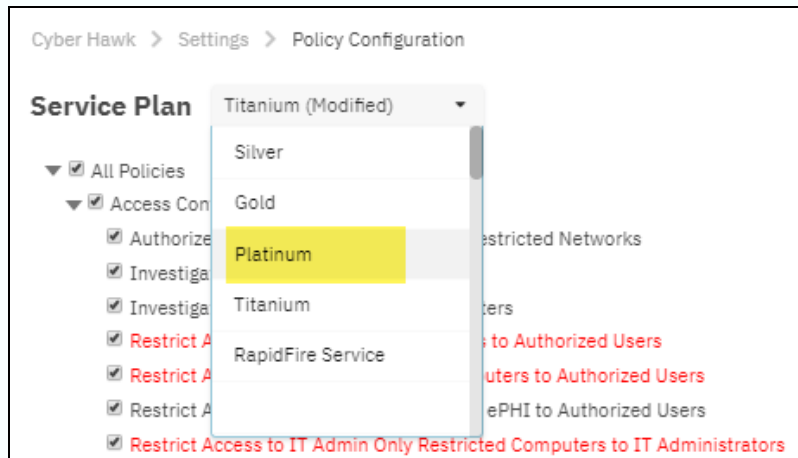 Cyber Hawk > Settings > Policy Configuration
Service Plan Titanium (Modified)
Silver
All Policies
Access Con
Gold
Authorize estricted Networks
Platinum
Investiga
Investiga ters
Titanium
Restrict A to Authorized Users
RapidFire Service
Restrict A uters to Authorized Users
Restrict A ePHI to Authorized Users
Restrict Access to IT Admin Only Restricted Computers to IT Administrators